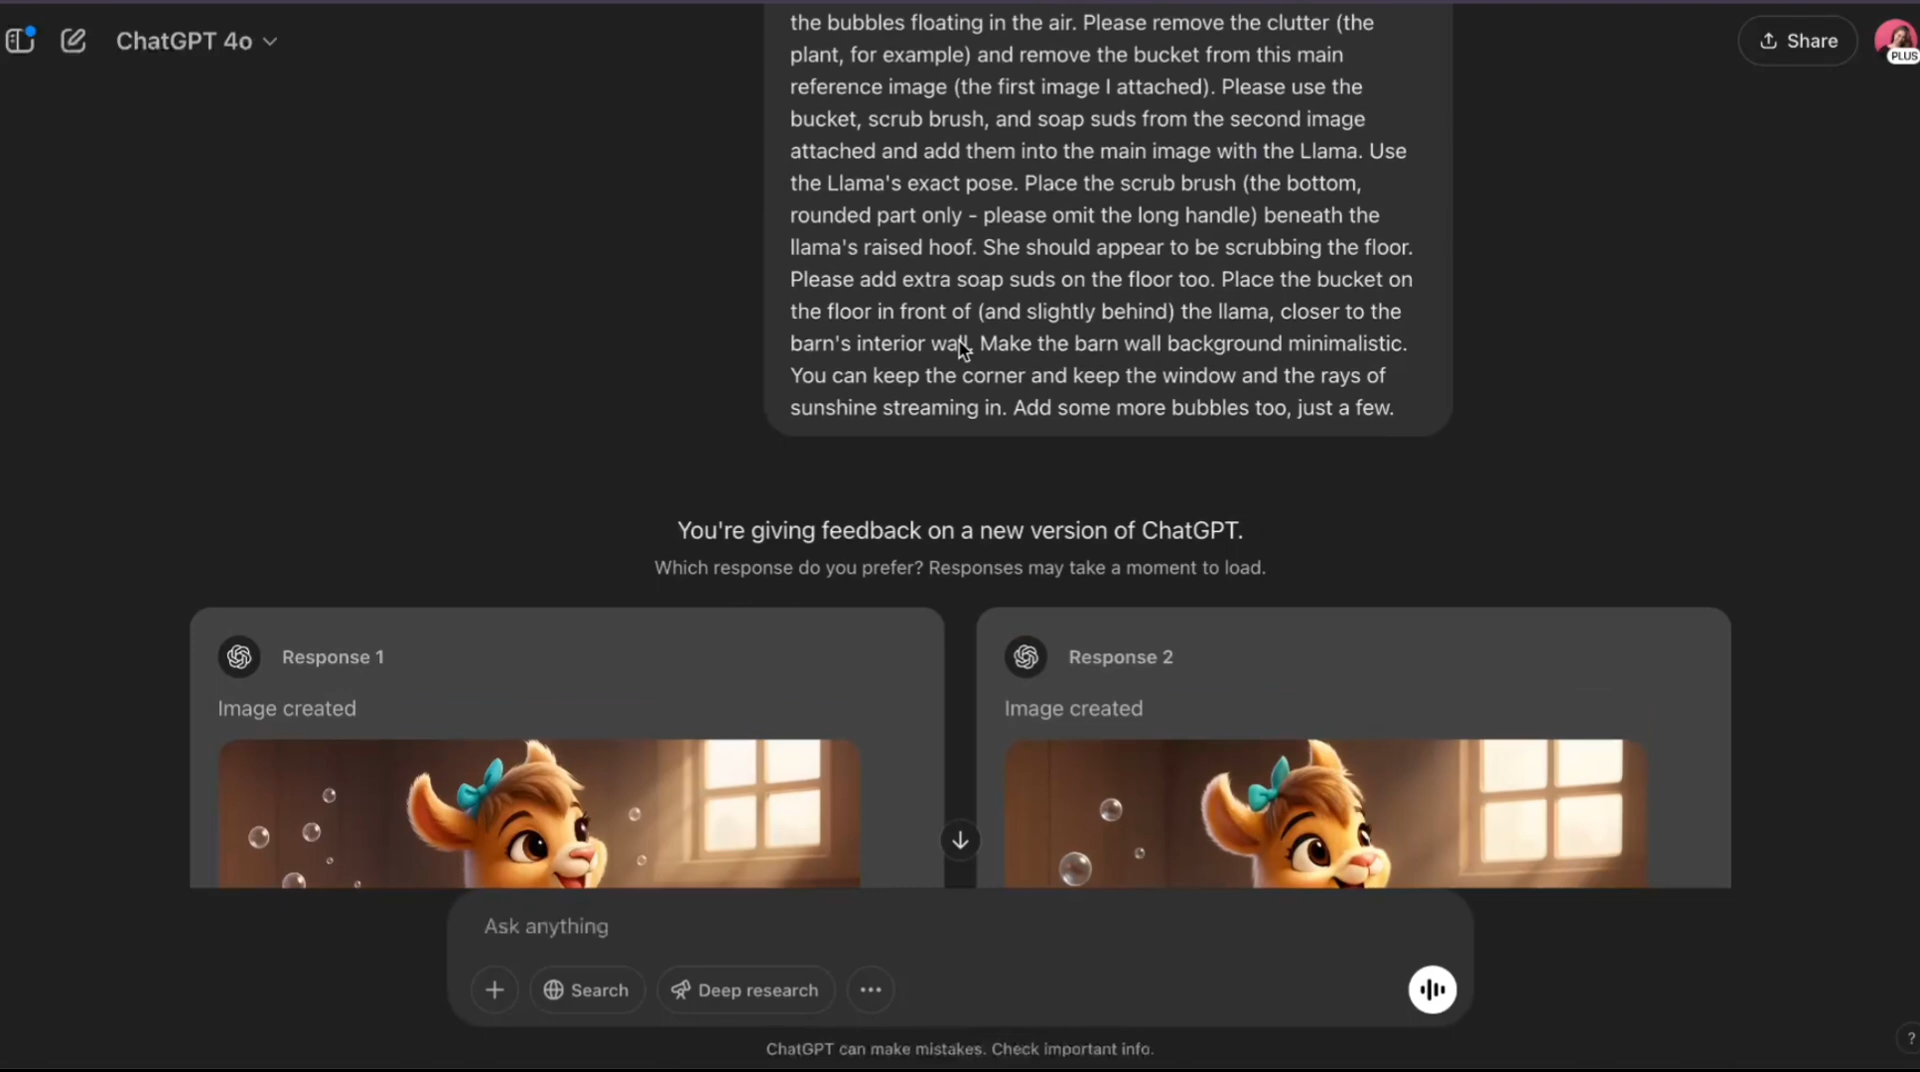 ChatGPT 4o
Share
PLUS
the bubbles floating in the air. Please remove the clutter (the
plant, for example) and remove the bucket from this main
reference image (the first image I attached). Please use the
bucket, scrub brush, and soap suds from the second image
attached and add them into the main image with the Llama. Use
the Llama's exact pose. Place the scrub brush (the bottom,
rounded part only - please omit the long handle) beneath the
llama's raised hoof. She should appear to be scrubbing the floor.
Please add extra soap suds on the floor too. Place the bucket on
the floor in front of (and slightly behind) the llama, closer to the
barn's interior wall. Make the barn wall background minimalistic.
You can keep the corner and keep the window and the rays of
sunshine streaming in. Add some more bubbles too, just a few.
You're giving feedback on a new version of ChatGPT.
Which response do you prefer? Responses may take a moment to load.
Response 1
Image created
Response 2
Image created
Ask anything
Search
Deep research
ChatGPT can make mistakes. Check important info.
?